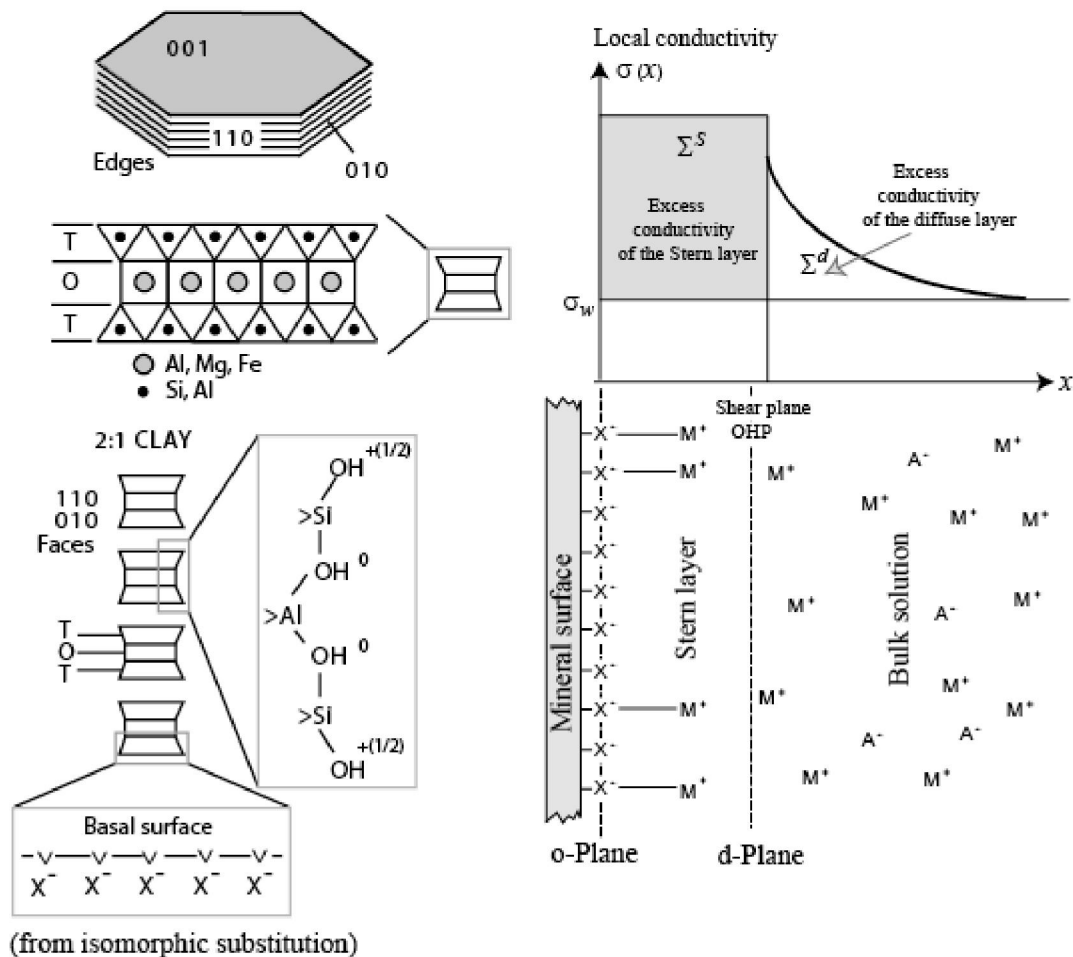 001
110
010
Edges
T
O
T
Al, Mg, Fe
Si, Al
2:1 CLAY
110
010
Faces
T
O
T
OH +(1/2)
>Si
OH 0
>Al
OH 0
>Si
OH +(1/2)
Basal surface
X⁻ X⁻ X⁻ X⁻ X⁻
(from isomorphic substitution)
Local conductivity
σ (x)
Σ^S
Excess
conductivity
of the Stern layer
Excess
conductivity
of the diffuse layer
Σ^d
σ_w
x
Shear plane
OHP
Mineral surface
Stern layer
Bulk solution
X⁻ M⁺
X⁻ M⁺
X⁻
X⁻
X⁻
X⁻
X⁻
X⁻ M⁺
X⁻
X⁻ M⁺
A⁻ M⁺
M⁺
M⁺ M⁺ M⁺
M⁺ A⁻ M⁺
M⁺ M⁺ M⁺
A⁻ A⁻
M⁺ M⁺
o-Plane
d-Plane